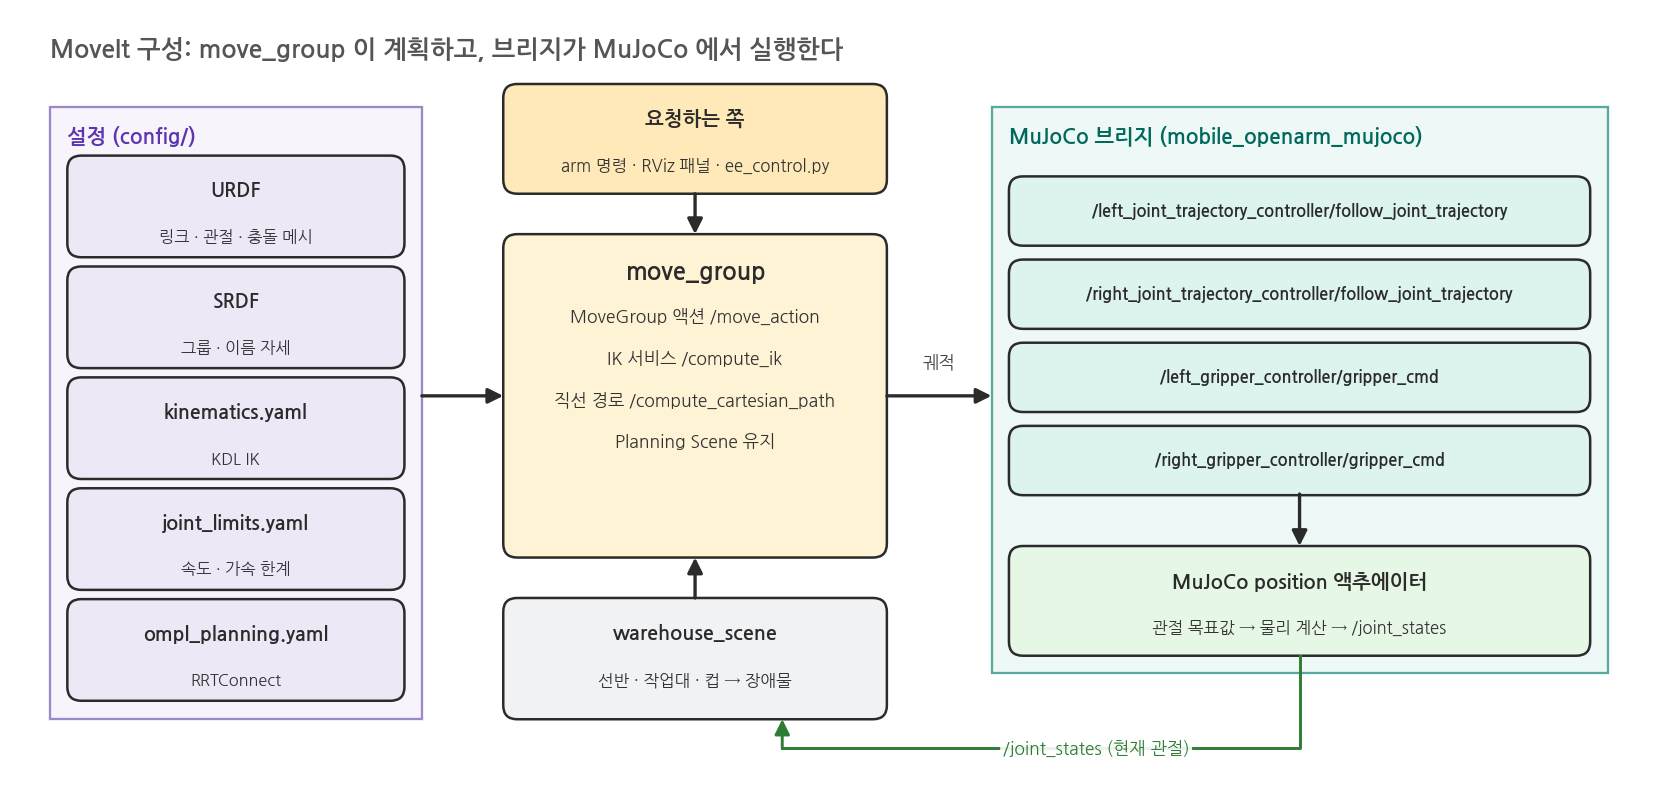 MoveIt 구성: move_group 이 계획하고, 브리지가 MuJoCo 에서 실행한다
설정 (config/)
URDF
링크 · 관절 · 충돌 메시
SRDF
그룹 · 이름 자세
kinematics.yaml
KDL IK
joint_limits.yaml
속도 · 가속 한계
ompl_planning.yaml
RRTConnect
요청하는 쪽
arm 명령 · RViz 패널 · ee_control.py
move_group
MoveGroup 액션 /move_action
IK 서비스 /compute_ik
직선 경로 /compute_cartesian_path
Planning Scene 유지
warehouse_scene
선반 · 작업대 · 컵 → 장애물
궤적
MuJoCo 브리지 (mobile_openarm_mujoco)
/left_joint_trajectory_controller/follow_joint_trajectory
/right_joint_trajectory_controller/follow_joint_trajectory
/left_gripper_controller/gripper_cmd
/right_gripper_controller/gripper_cmd
MuJoCo position 액추에이터
관절 목표값 → 물리 계산 → /joint_states
/joint_states (현재 관절)